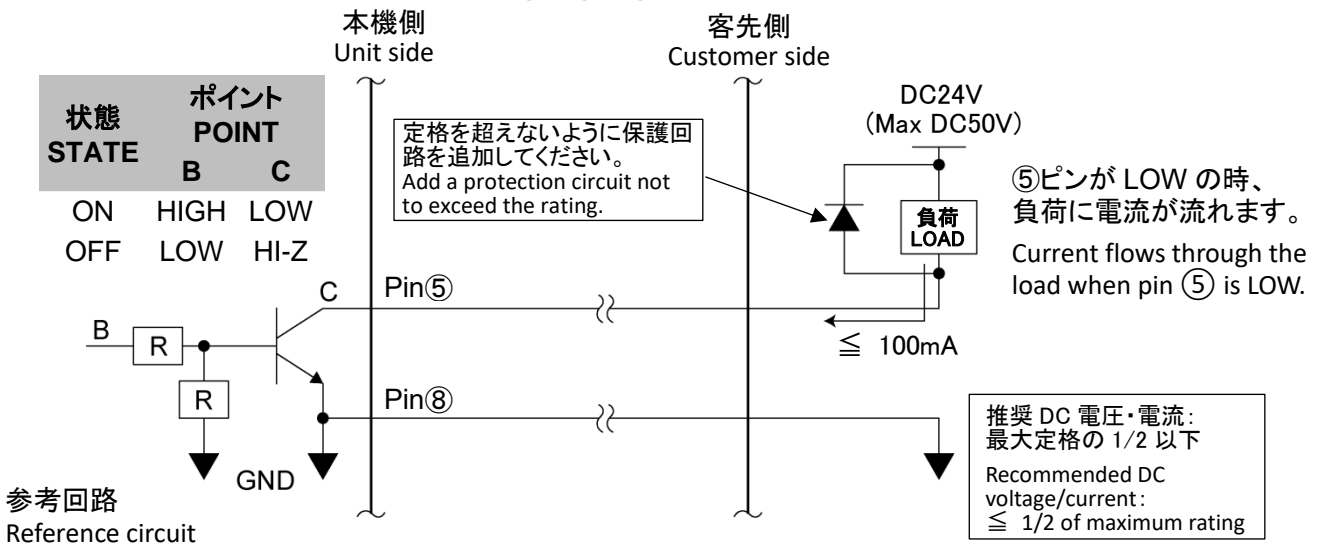 本機側
Unit side
客先側
Customer side
状態
STATE
ポイント
POINT
B C
ON HIGH LOW
OFF LOW HI-Z
定格を超えないように保護回
路を追加してください。
Add a protection circuit not
to exceed the rating.
DC24V
(Max DC50V)
負荷
LOAD
⑤ピンが LOW の時、
負荷に電流が流れます。
Current flows through the
load when pin ⑤ is LOW.
C
Pin⑤
B
R
R
≦ 100mA
Pin⑧
GND
推奨 DC 電圧・電流:
最大定格の 1/2 以下
Recommended DC
voltage/current:
≦ 1/2 of maximum rating
参考回路
Reference circuit